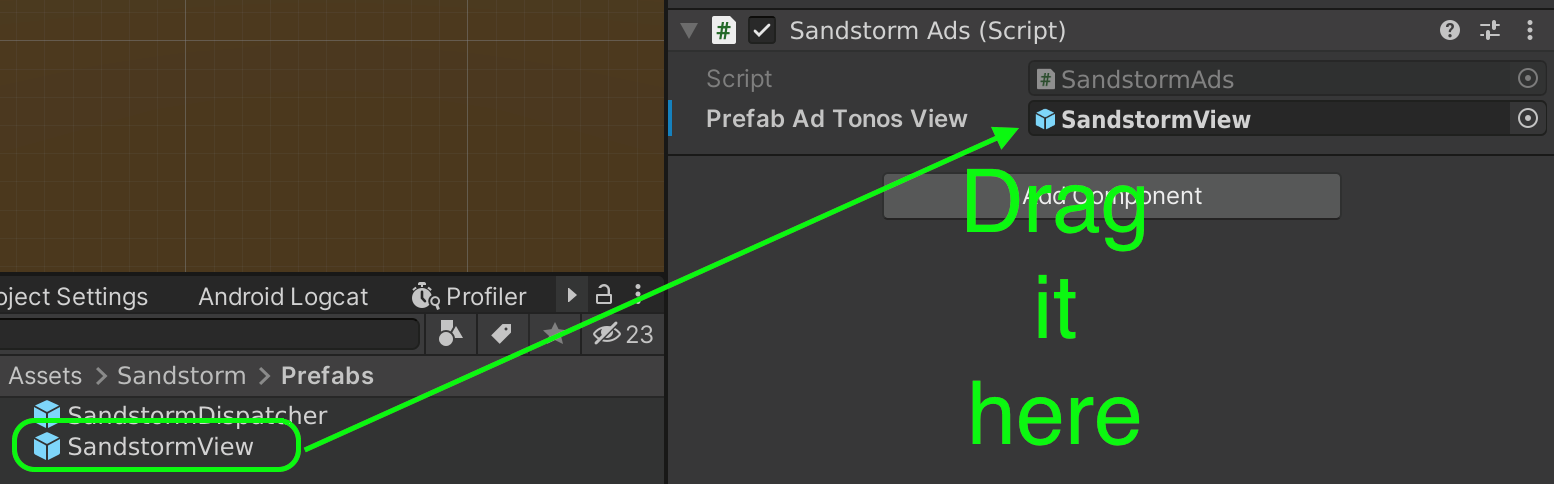 Sandstorm Ads (Script)
Script
SandstormAds
Prefab Ad Tonos View
SandstormView
Add Component
Drag
it
here
oject Settings
Android Logcat
Profiler
23
Assets > Sandstorm > Prefabs
SandstormDispatcher
SandstormView